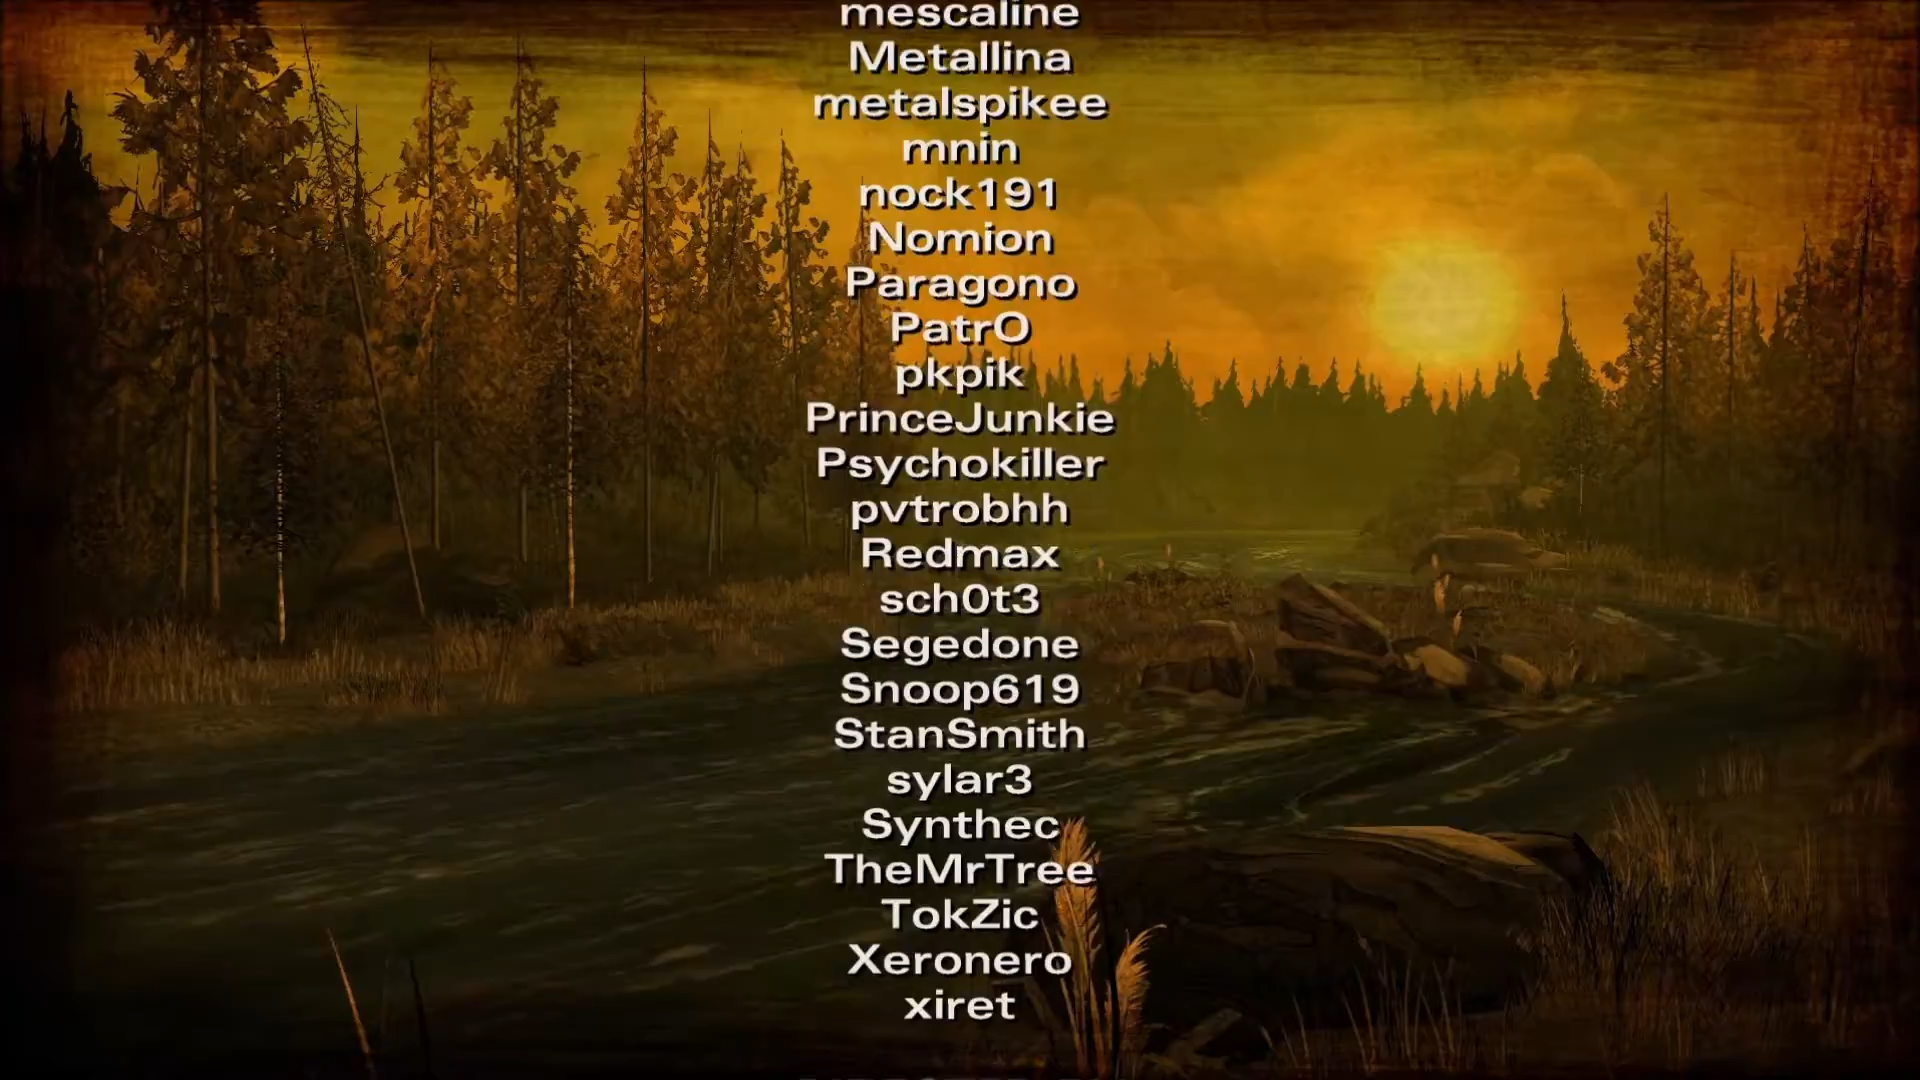 mescaline
Metallina
metalspikee
mnin
nock191
Nomion
Paragono
PatrO
pkpik
PrinceJunkie
Psychokiller
pvtrobhh
Redmax
sch0t3
Segedone
Snoop619
StanSmith
sylar3
Synthec
TheMrTree
TokZic
Xeronero
xiret